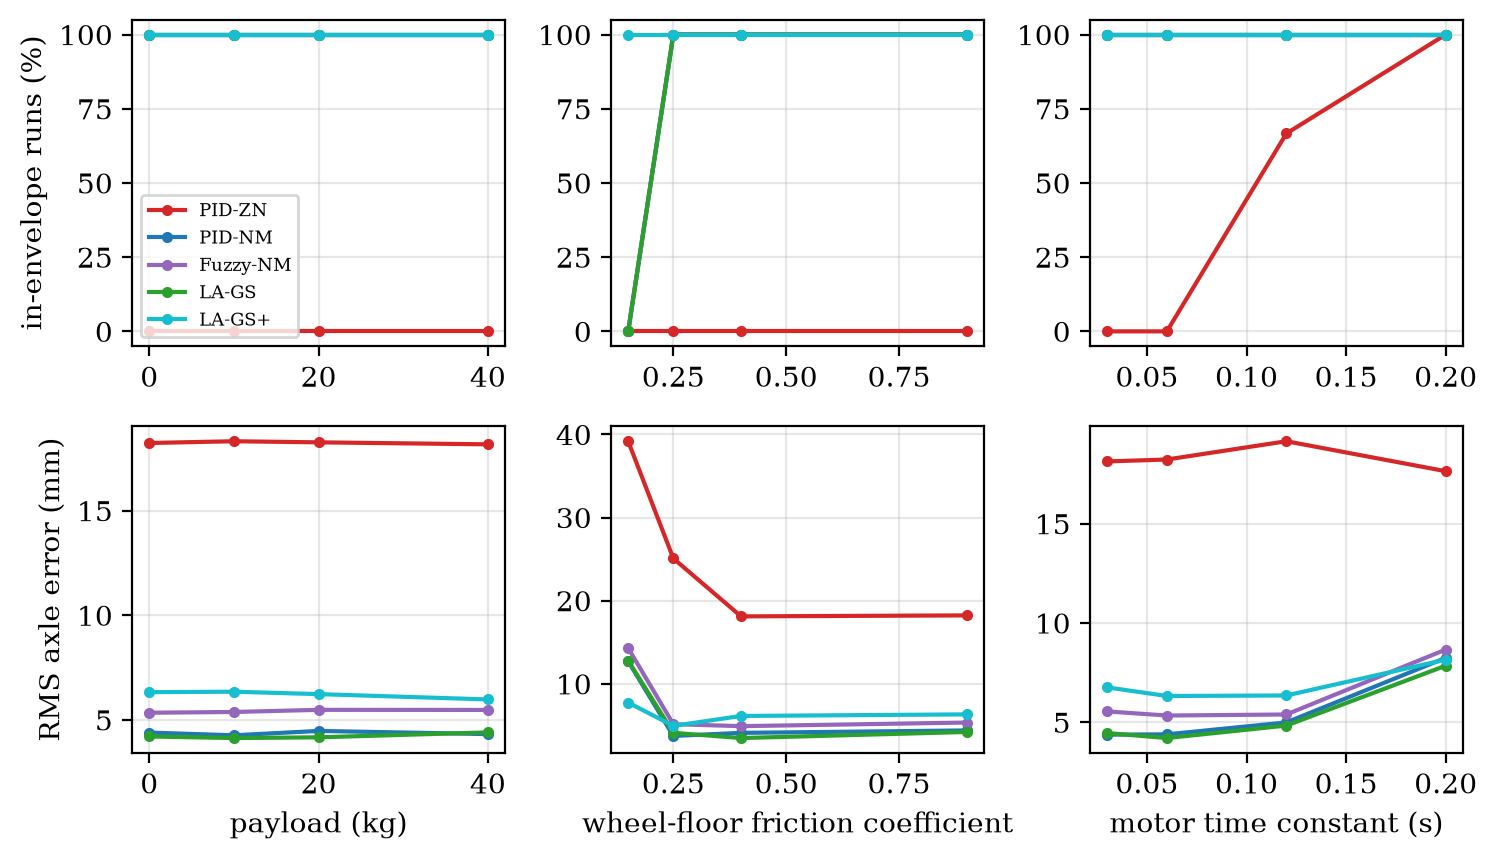 in-envelope runs (%)
100
75
50
25
0
PID-ZN
PID-NM
Fuzzy-NM
LA-GS
LA-GS+
0 20 40
100
75
50
25
0
0.25 0.50 0.75
100
75
50
25
0
0.05 0.10 0.15 0.20
RMS axle error (mm)
15
10
5
0 20 40
payload (kg)
40
30
20
10
0.25 0.50 0.75
wheel-floor friction coefficient
15
10
5
0.05 0.10 0.15 0.20
motor time constant (s)